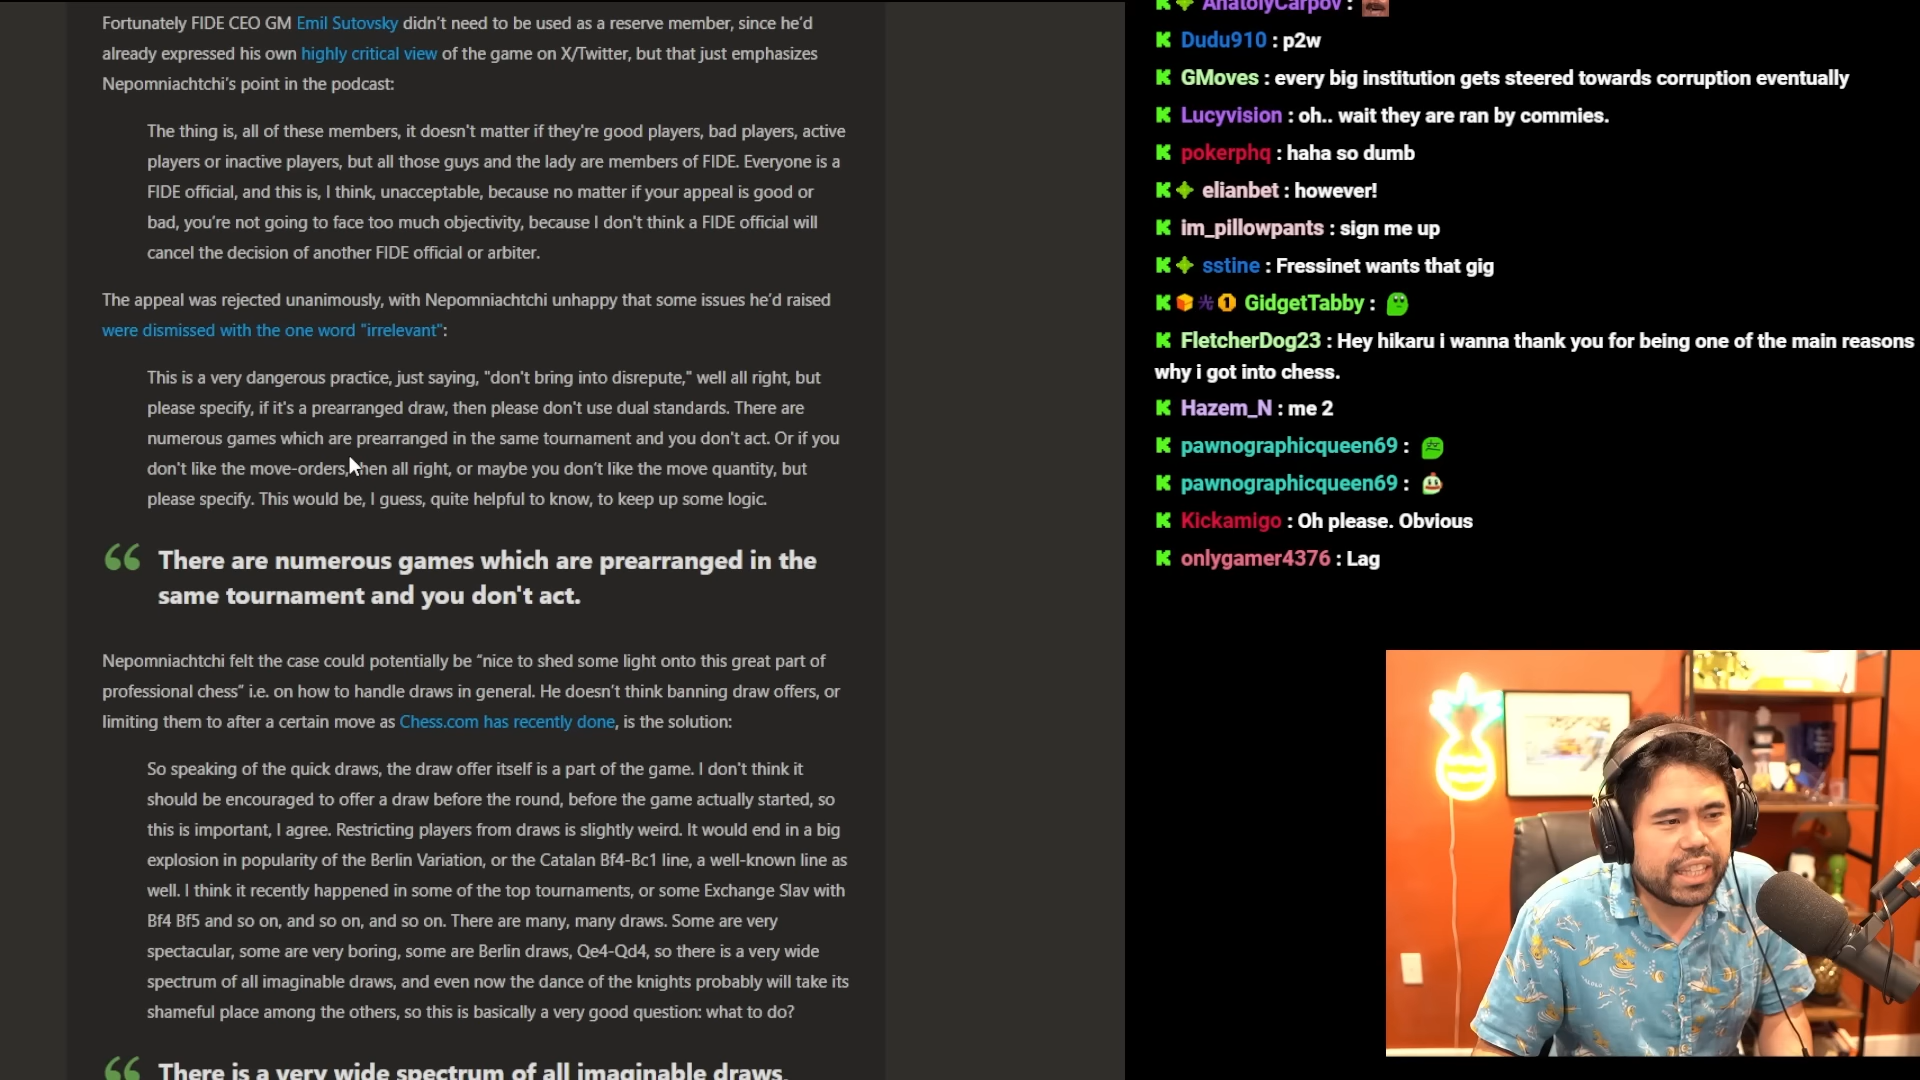 Fortunately FIDE CEO GM Emil Sutovsky didn't need to be used as a reserve member, since he'd
already expressed his own highly critical view of the game on X/Twitter, but that just emphasizes
Nepomniachtchi's point in the podcast:
The thing is, all of these members, it doesn't matter if they're good players, bad players, active
players or inactive players, but all those guys and the lady are members of FIDE. Everyone is a
FIDE official, and this is, I think, unacceptable, because no matter if your appeal is good or
bad, you're not going to face too much objectivity, because I don't think a FIDE official will
cancel the decision of another FIDE official or arbiter.
The appeal was rejected unanimously, with Nepomniachtchi unhappy that some issues he'd raised
were dismissed with the one word "irrelevant":
This is a very dangerous practice, just saying, "don't bring into disrepute," well all right, but
please specify, if it's a prearranged draw, then please don't use dual standards. There are
numerous games which are prearranged in the same tournament and you don't act. Or if you
don't like the move-orders, then all right, or maybe you don't like the move quantity, but
please specify. This would be, I guess, quite helpful to know, to keep up some logic.
There are numerous games which are prearranged in the
same tournament and you don't act.
Nepomniachtchi felt the case could potentially be "nice to shed some light onto this great part of
professional chess" i.e. on how to handle draws in general. He doesn't think banning draw offers, or
limiting them to after a certain move as Chess.com has recently done, is the solution:
So speaking of the quick draws, the draw offer itself is a part of the game. I don't think it
should be encouraged to offer a draw before the round, before the game actually started, so
this is important, I agree. Restricting players from draws is slightly weird. It would end in a big
explosion in popularity of the Berlin Variation, or the Catalan Bf4-Bc1 line, a well-known line as
well. I think it recently happened in some of the top tournaments, or some Exchange Slav with
Bf4 Bf5 and so on, and so on, and so on. There are many, many draws. Some are very
spectacular, some are very boring, some are Berlin draws, Qe4-Qd4, so there is a very wide
spectrum of all imaginable draws, and even now the dance of the knights probably will take its
shameful place among the others, so this is basically a very good question: what to do?
There is a very wide spectrum of all imaginable draws,
AnatolyCarpov :
Dudu910 : p2w
GMoves : every big institution gets steered towards corruption eventually
Lucyvision : oh.. wait they are ran by commies.
pokerphq : haha so dumb
elianbet : however!
im_pillowpants : sign me up
sstine : Fressinet wants that gig
GidgetTabby :
FletcherDog23 : Hey hikaru i wanna thank you for being one of the main reasons
why i got into chess.
Hazem_N : me 2
pawnographicqueen69 :
pawnographicqueen69 :
Kickamigo : Oh please. Obvious
onlygamer4376 : Lag